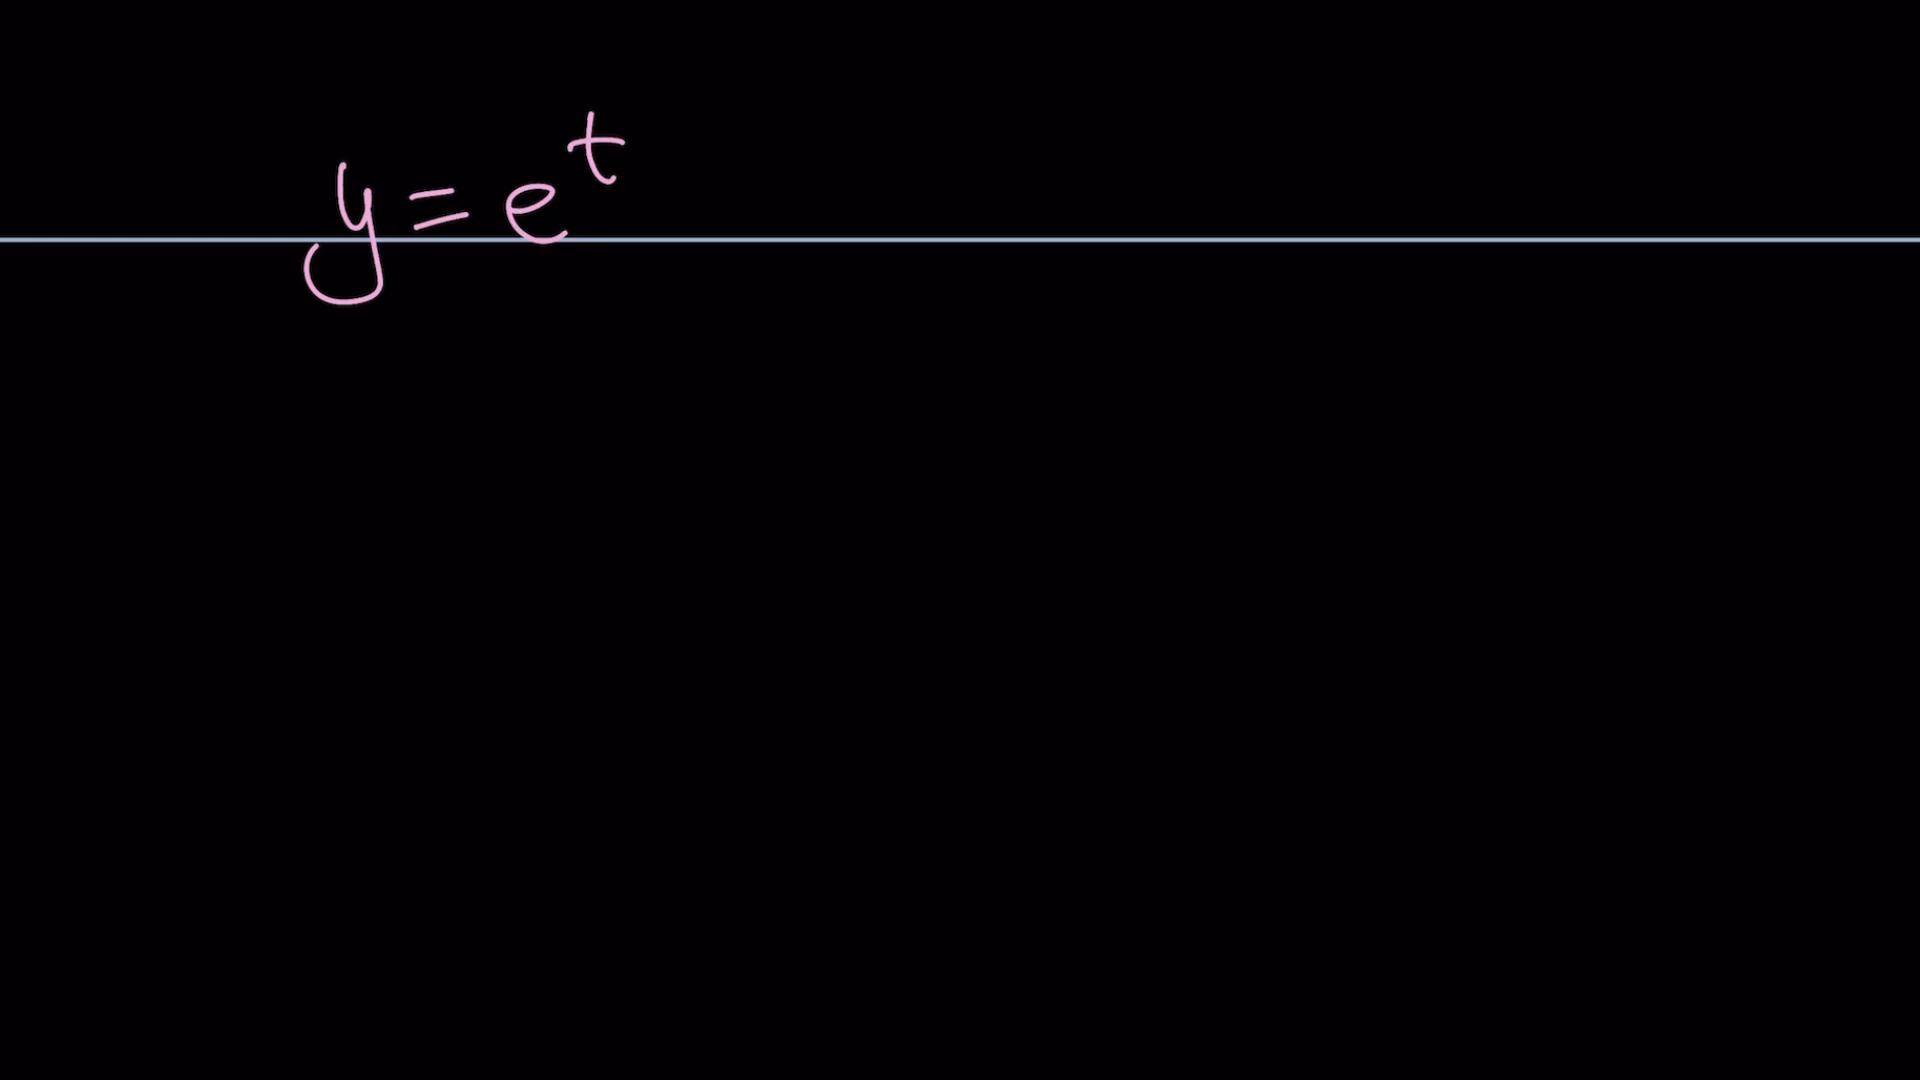 y = e^t